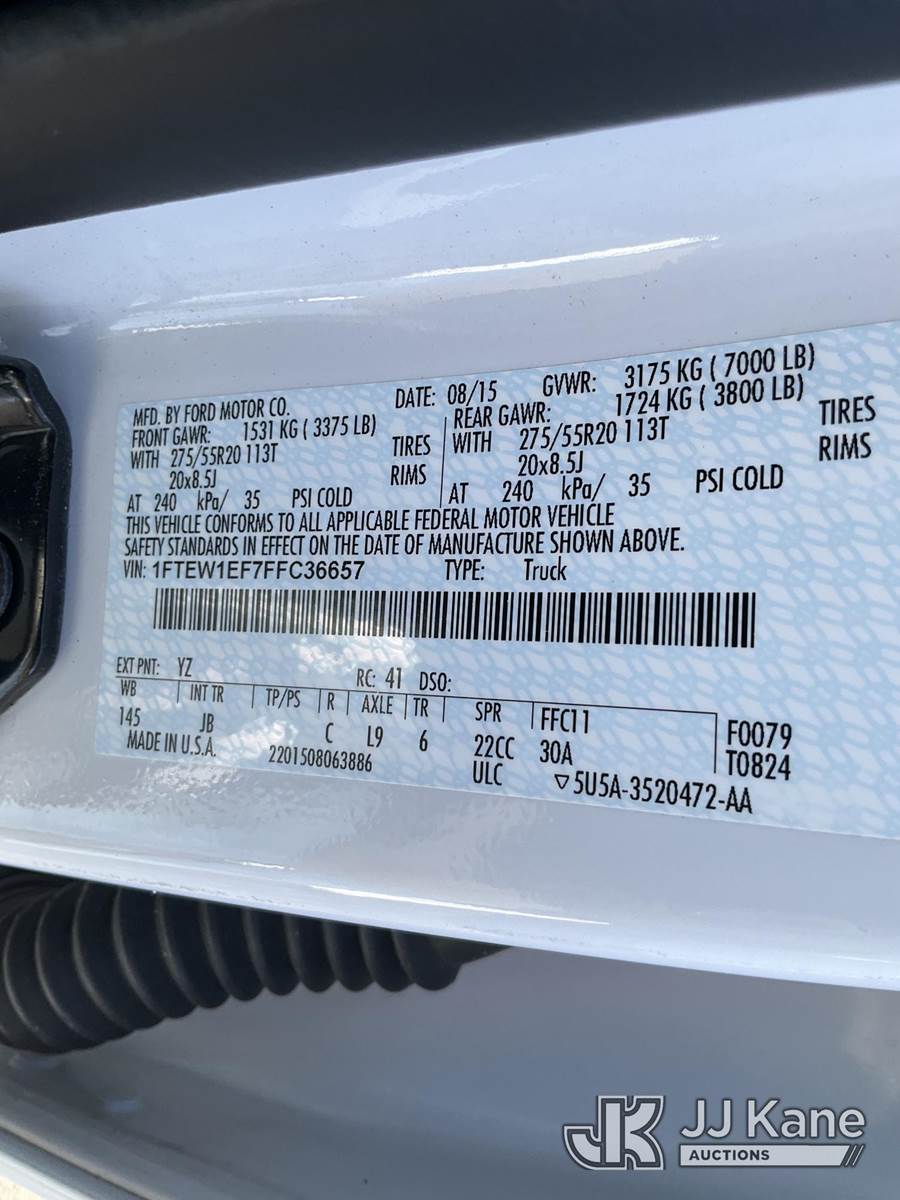 MFD. BY FORD MOTOR CO. DATE: 08/15 GVWR: 3175 KG ( 7000 LB)
FRONT GAWR: 1531 KG ( 3375 LB) REAR GAWR: 1724 KG ( 3800 LB)
WITH 275/55R20 113T TIRES WITH 275/55R20 113T TIRES
20x8.5J RIMS 20x8.5J RIMS
AT 240 kPa/ 35 PSI COLD AT 240 kPa/ 35 PSI COLD
THIS VEHICLE CONFORMS TO ALL APPLICABLE FEDERAL MOTOR VEHICLE
SAFETY STANDARDS IN EFFECT ON THE DATE OF MANUFACTURE SHOWN ABOVE.
VIN: 1FTEW1EF7FFC36657 TYPE: Truck
EXT PNT: YZ RC: 41 DSO:
WB INT TR TP/PS R AXLE TR SPR FFC11 F0079
145 JB C L9 6 22CC 30A T0824
MADE IN U.S.A. 2201508063886 ULC ▽5U5A-3520472-AA
JK JJ Kane
AUCTIONS